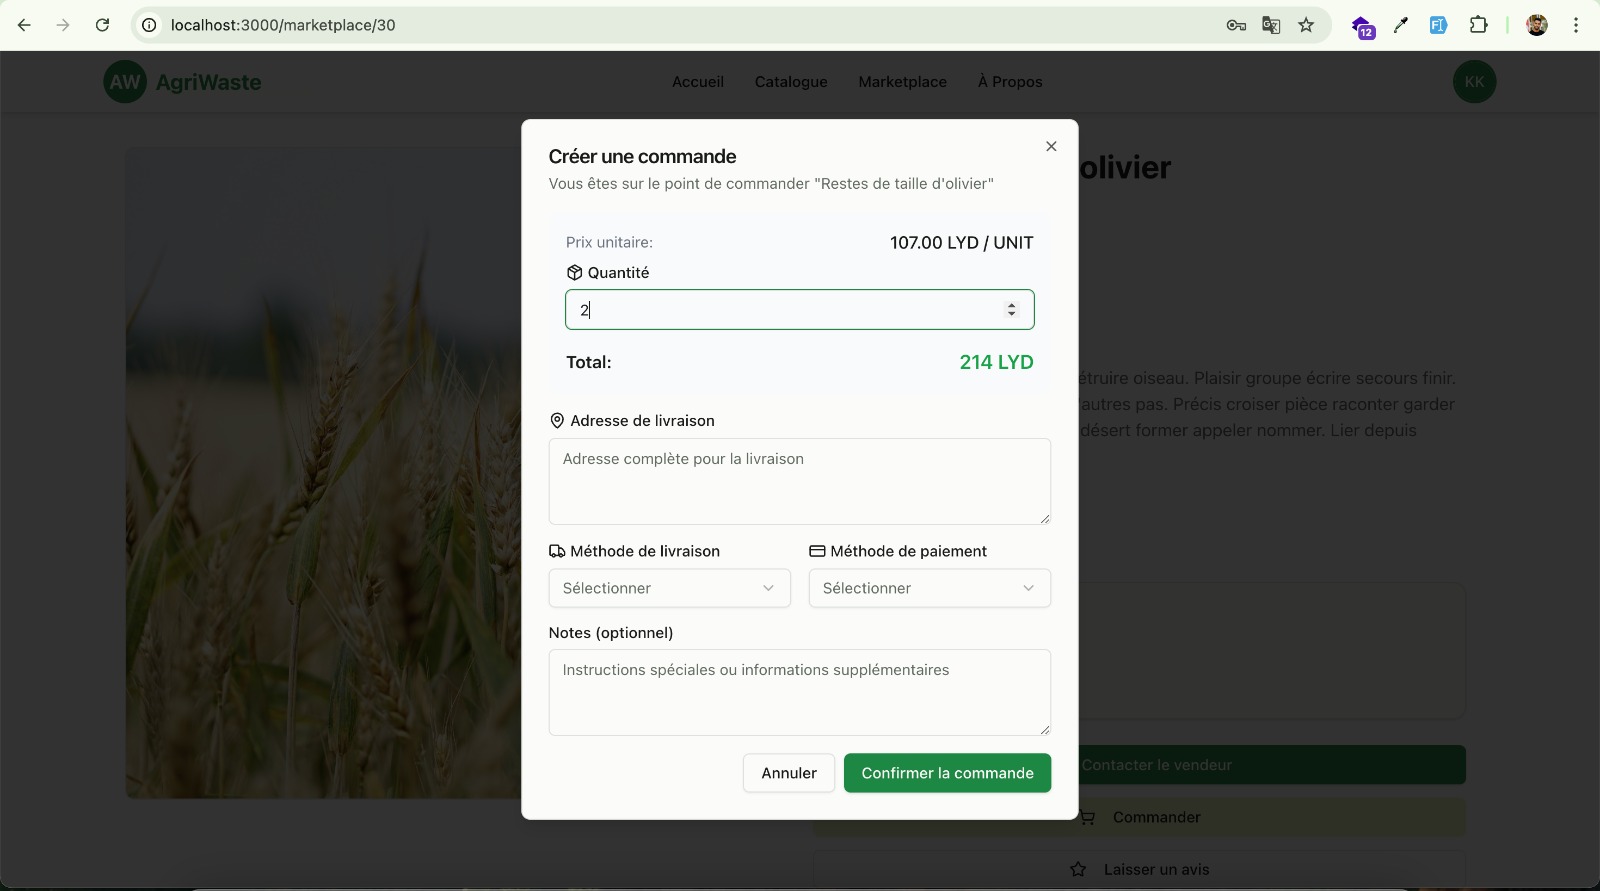 localhost:3000/marketplace/30
12
AW AgriWaste
Accueil Catalogue Marketplace À Propos
KK
olivier
Créer une commande
Vous êtes sur le point de commander "Restes de taille d'olivier"
Prix unitaire: 107.00 LYD / UNIT
Quantité
2
Total: 214 LYD
étruire oiseau. Plaisir groupe écrire secours finir.
'autres pas. Précis croiser pièce raconter garder
désert former appeler nommer. Lier depuis
Adresse de livraison
Adresse complète pour la livraison
Méthode de livraison Méthode de paiement
Sélectionner Sélectionner
Notes (optionnel)
Instructions spéciales ou informations supplémentaires
Annuler Confirmer la commande
Contacter le vendeur
Commander
Laisser un avis